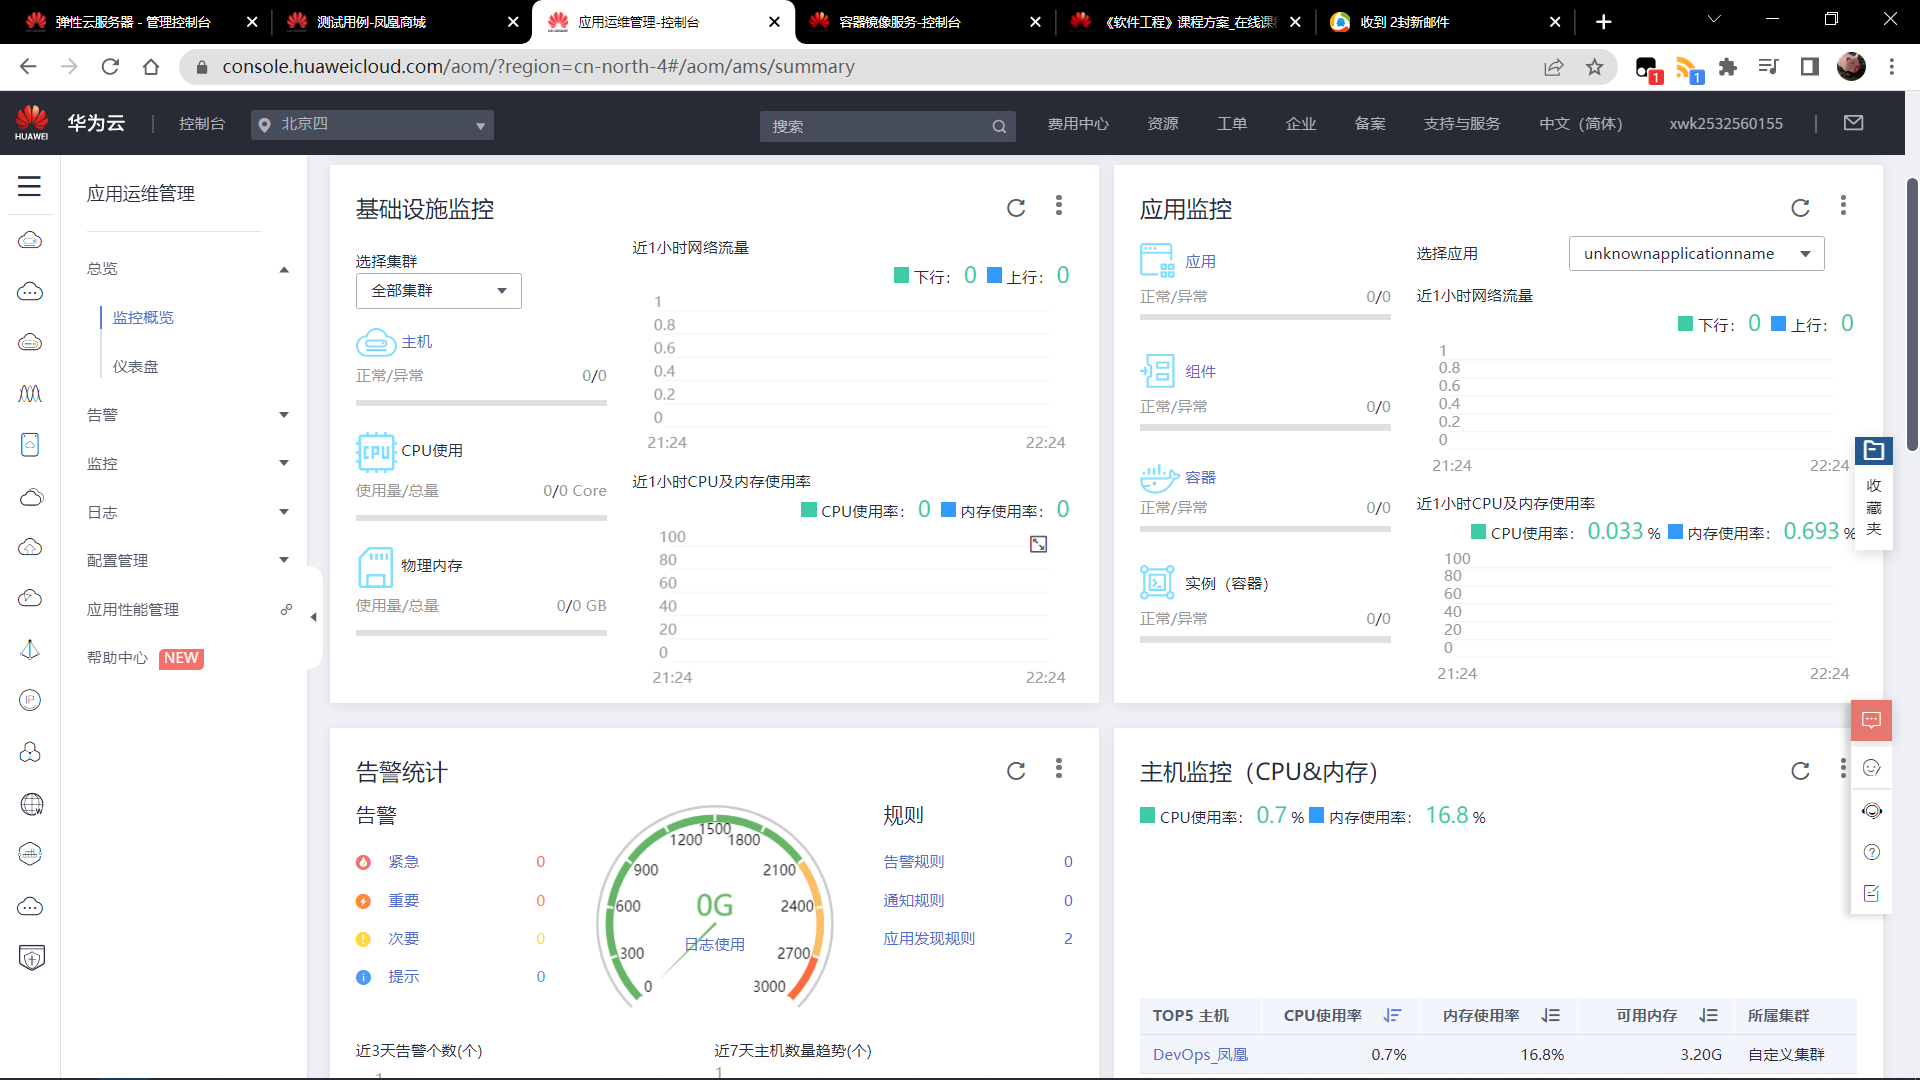 弹性云服务器 - 管理控制台
测试用例-凤凰商城
应用运维管理-控制台
容器镜像服务-控制台
《软件工程》课程方案_在线课
收到 2封新邮件
console.huaweicloud.com/aom/?region=cn-north-4#/aom/ams/summary
1
1
HUAWEI
华为云
控制台
北京四
搜索
费用中心
资源
工单
企业
备案
支持与服务
中文（简体）
xwk2532560155
应用运维管理
总览
监控概览
仪表盘
告警
监控
日志
配置管理
应用性能管理
帮助中心 NEW
基础设施监控
选择集群
全部集群
主机
正常/异常 0/0
CPU
CPU使用
使用量/总量 0/0 Core
物理内存
使用量/总量 0/0 GB
近1小时网络流量
下行： 0 上行： 0
1
0.8
0.6
0.4
0.2
0
21:24 22:24
近1小时CPU及内存使用率
CPU使用率： 0 内存使用率： 0
100
80
60
40
20
0
21:24 22:24
应用监控
应用
正常/异常 0/0
组件
正常/异常 0/0
容器
正常/异常 0/0
实例（容器）
正常/异常 0/0
选择应用 unknownapplicationname
近1小时网络流量
下行： 0 上行： 0
1
0.8
0.6
0.4
0.2
0
21:24 22:24
近1小时CPU及内存使用率
CPU使用率： 0.033 % 内存使用率： 0.693 %
100
80
60
40
20
0
21:24 22:24
收藏夹
告警统计
告警
紧急 0
重要 0
次要 0
提示 0
0
300
600
900
1200
1500
1800
2100
2400
2700
3000
0G
日志使用
规则
告警规则 0
通知规则 0
应用发现规则 2
近3天告警个数(个)
1
近7天主机数量趋势(个)
1
主机监控（CPU&内存）
CPU使用率： 0.7 % 内存使用率： 16.8 %
TOP5 主机 CPU使用率 内存使用率 可用内存 所属集群
DevOps_凤凰 0.7% 16.8% 3.20G 自定义集群
IP
W